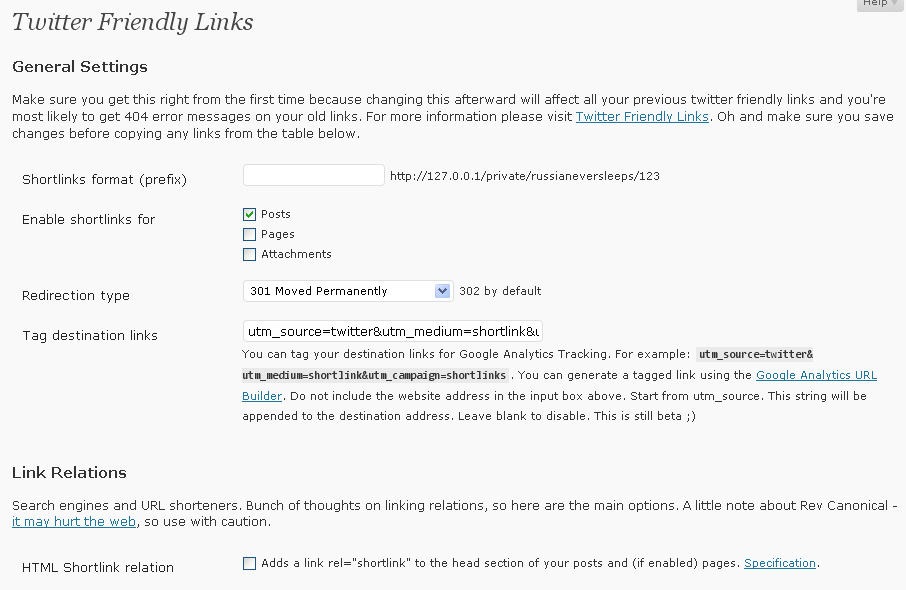 Help
Twitter Friendly Links
General Settings
Make sure you get this right from the first time because changing this afterward will affect all your previous twitter friendly links and you're
most likely to get 404 error messages on your old links. For more information please visit Twitter Friendly Links. Oh and make sure you save
changes before copying any links from the table below.
Shortlinks format (prefix) http://127.0.0.1/private/russianeversleeps/123
Enable shortlinks for
Posts
Pages
Attachments
Redirection type 301 Moved Permanently 302 by default
Tag destination links utm_source=twitter&utm_medium=shortlink&
You can tag your destination links for Google Analytics Tracking. For example: utm_source=twitter&
utm_medium=shortlink&utm_campaign=shortlinks. You can generate a tagged link using the Google Analytics URL
Builder. Do not include the website address in the input box above. Start from utm_source. This string will be
appended to the destination address. Leave blank to disable. This is still beta ;)
Link Relations
Search engines and URL shorteners. Bunch of thoughts on linking relations, so here are the main options. A little note about Rev Canonical -
it may hurt the web, so use with caution.
HTML Shortlink relation Adds a link rel="shortlink" to the head section of your posts and (if enabled) pages. Specification.